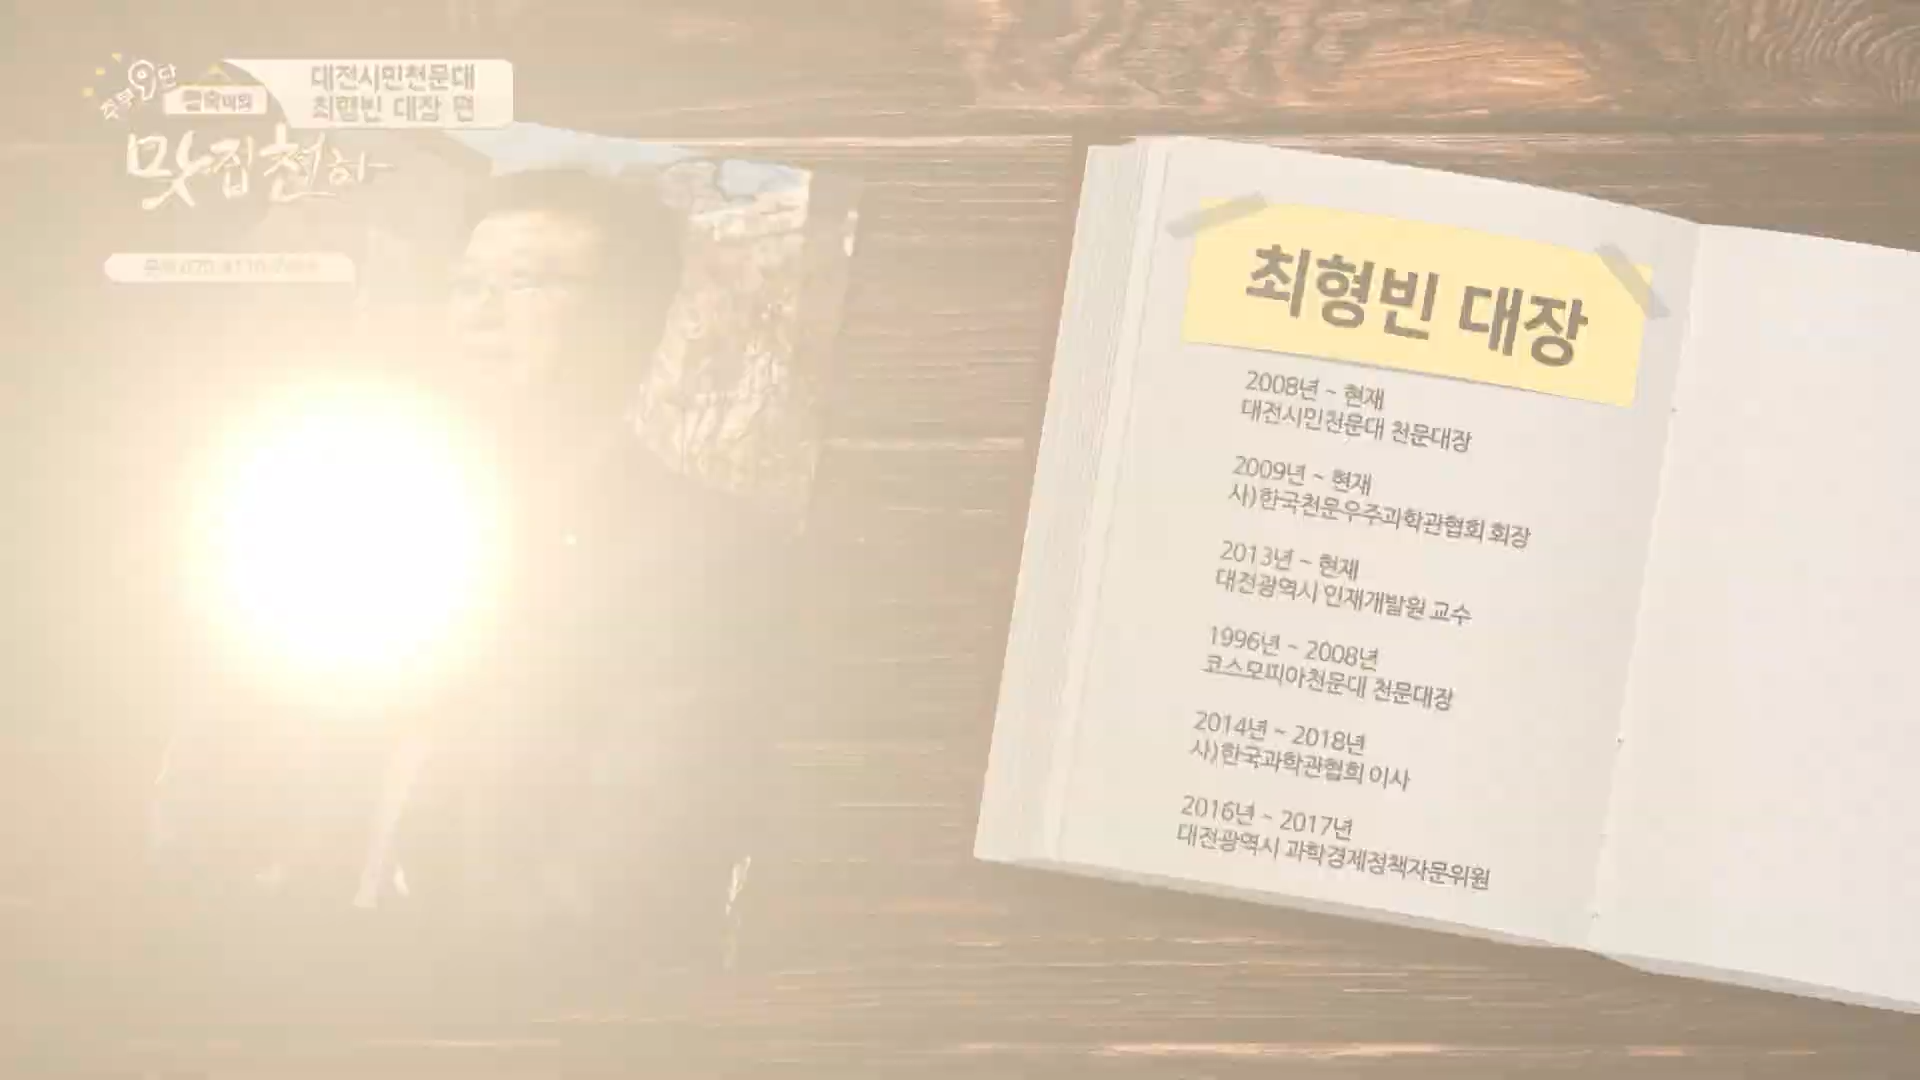 대전시민천문대
최형빈 대장 편
맛집천하
최형빈 대장
2008년 ~ 현재
대전시민천문대 천문대장
2009년 ~ 현재
사)한국천문우주과학관협회 회장
2013년 ~ 현재
대전광역시 인재개발원 교수
1996년 ~ 2008년
코스모피아천문대 천문대장
2014년 ~ 2018년
사)한국과학관협회 이사
2016년 ~ 2017년
대전광역시 과학경제정책자문위원